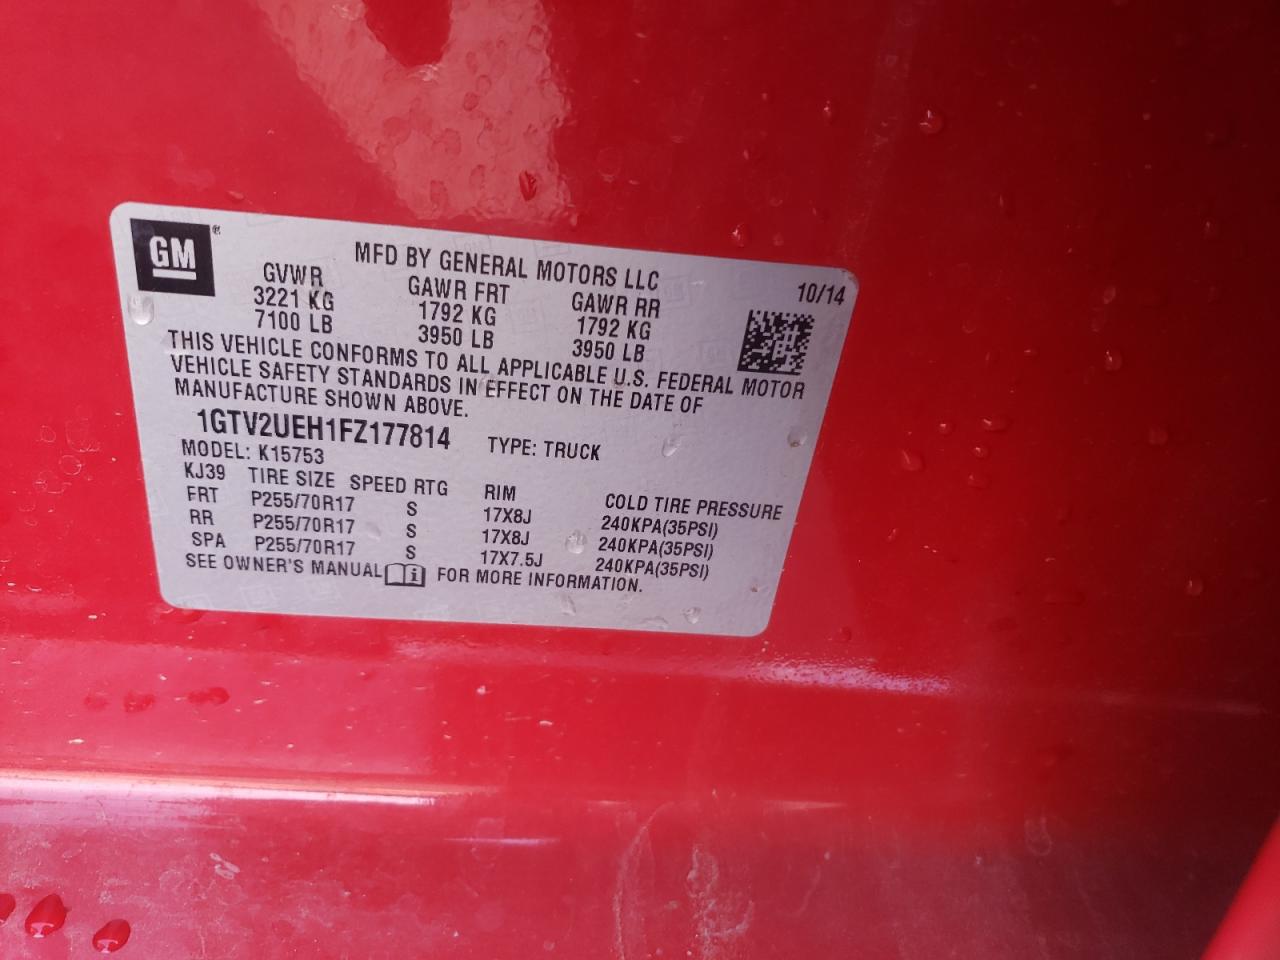 GM®
MFD BY GENERAL MOTORS LLC
10/14
GVWR GAWR FRT GAWR RR
3221 KG 1792 KG 1792 KG
7100 LB 3950 LB 3950 LB
THIS VEHICLE CONFORMS TO ALL APPLICABLE U.S. FEDERAL MOTOR
VEHICLE SAFETY STANDARDS IN EFFECT ON THE DATE OF
MANUFACTURE SHOWN ABOVE.
1GTV2UEH1FZ177814 TYPE: TRUCK
MODEL: K15753
KJ39 TIRE SIZE SPEED RTG RIM COLD TIRE PRESSURE
FRT P255/70R17 S 17X8J 240KPA(35PSI)
RR P255/70R17 S 17X8J 240KPA(35PSI)
SPA P255/70R17 S 17X7.5J 240KPA(35PSI)
SEE OWNER'S MANUAL i FOR MORE INFORMATION.